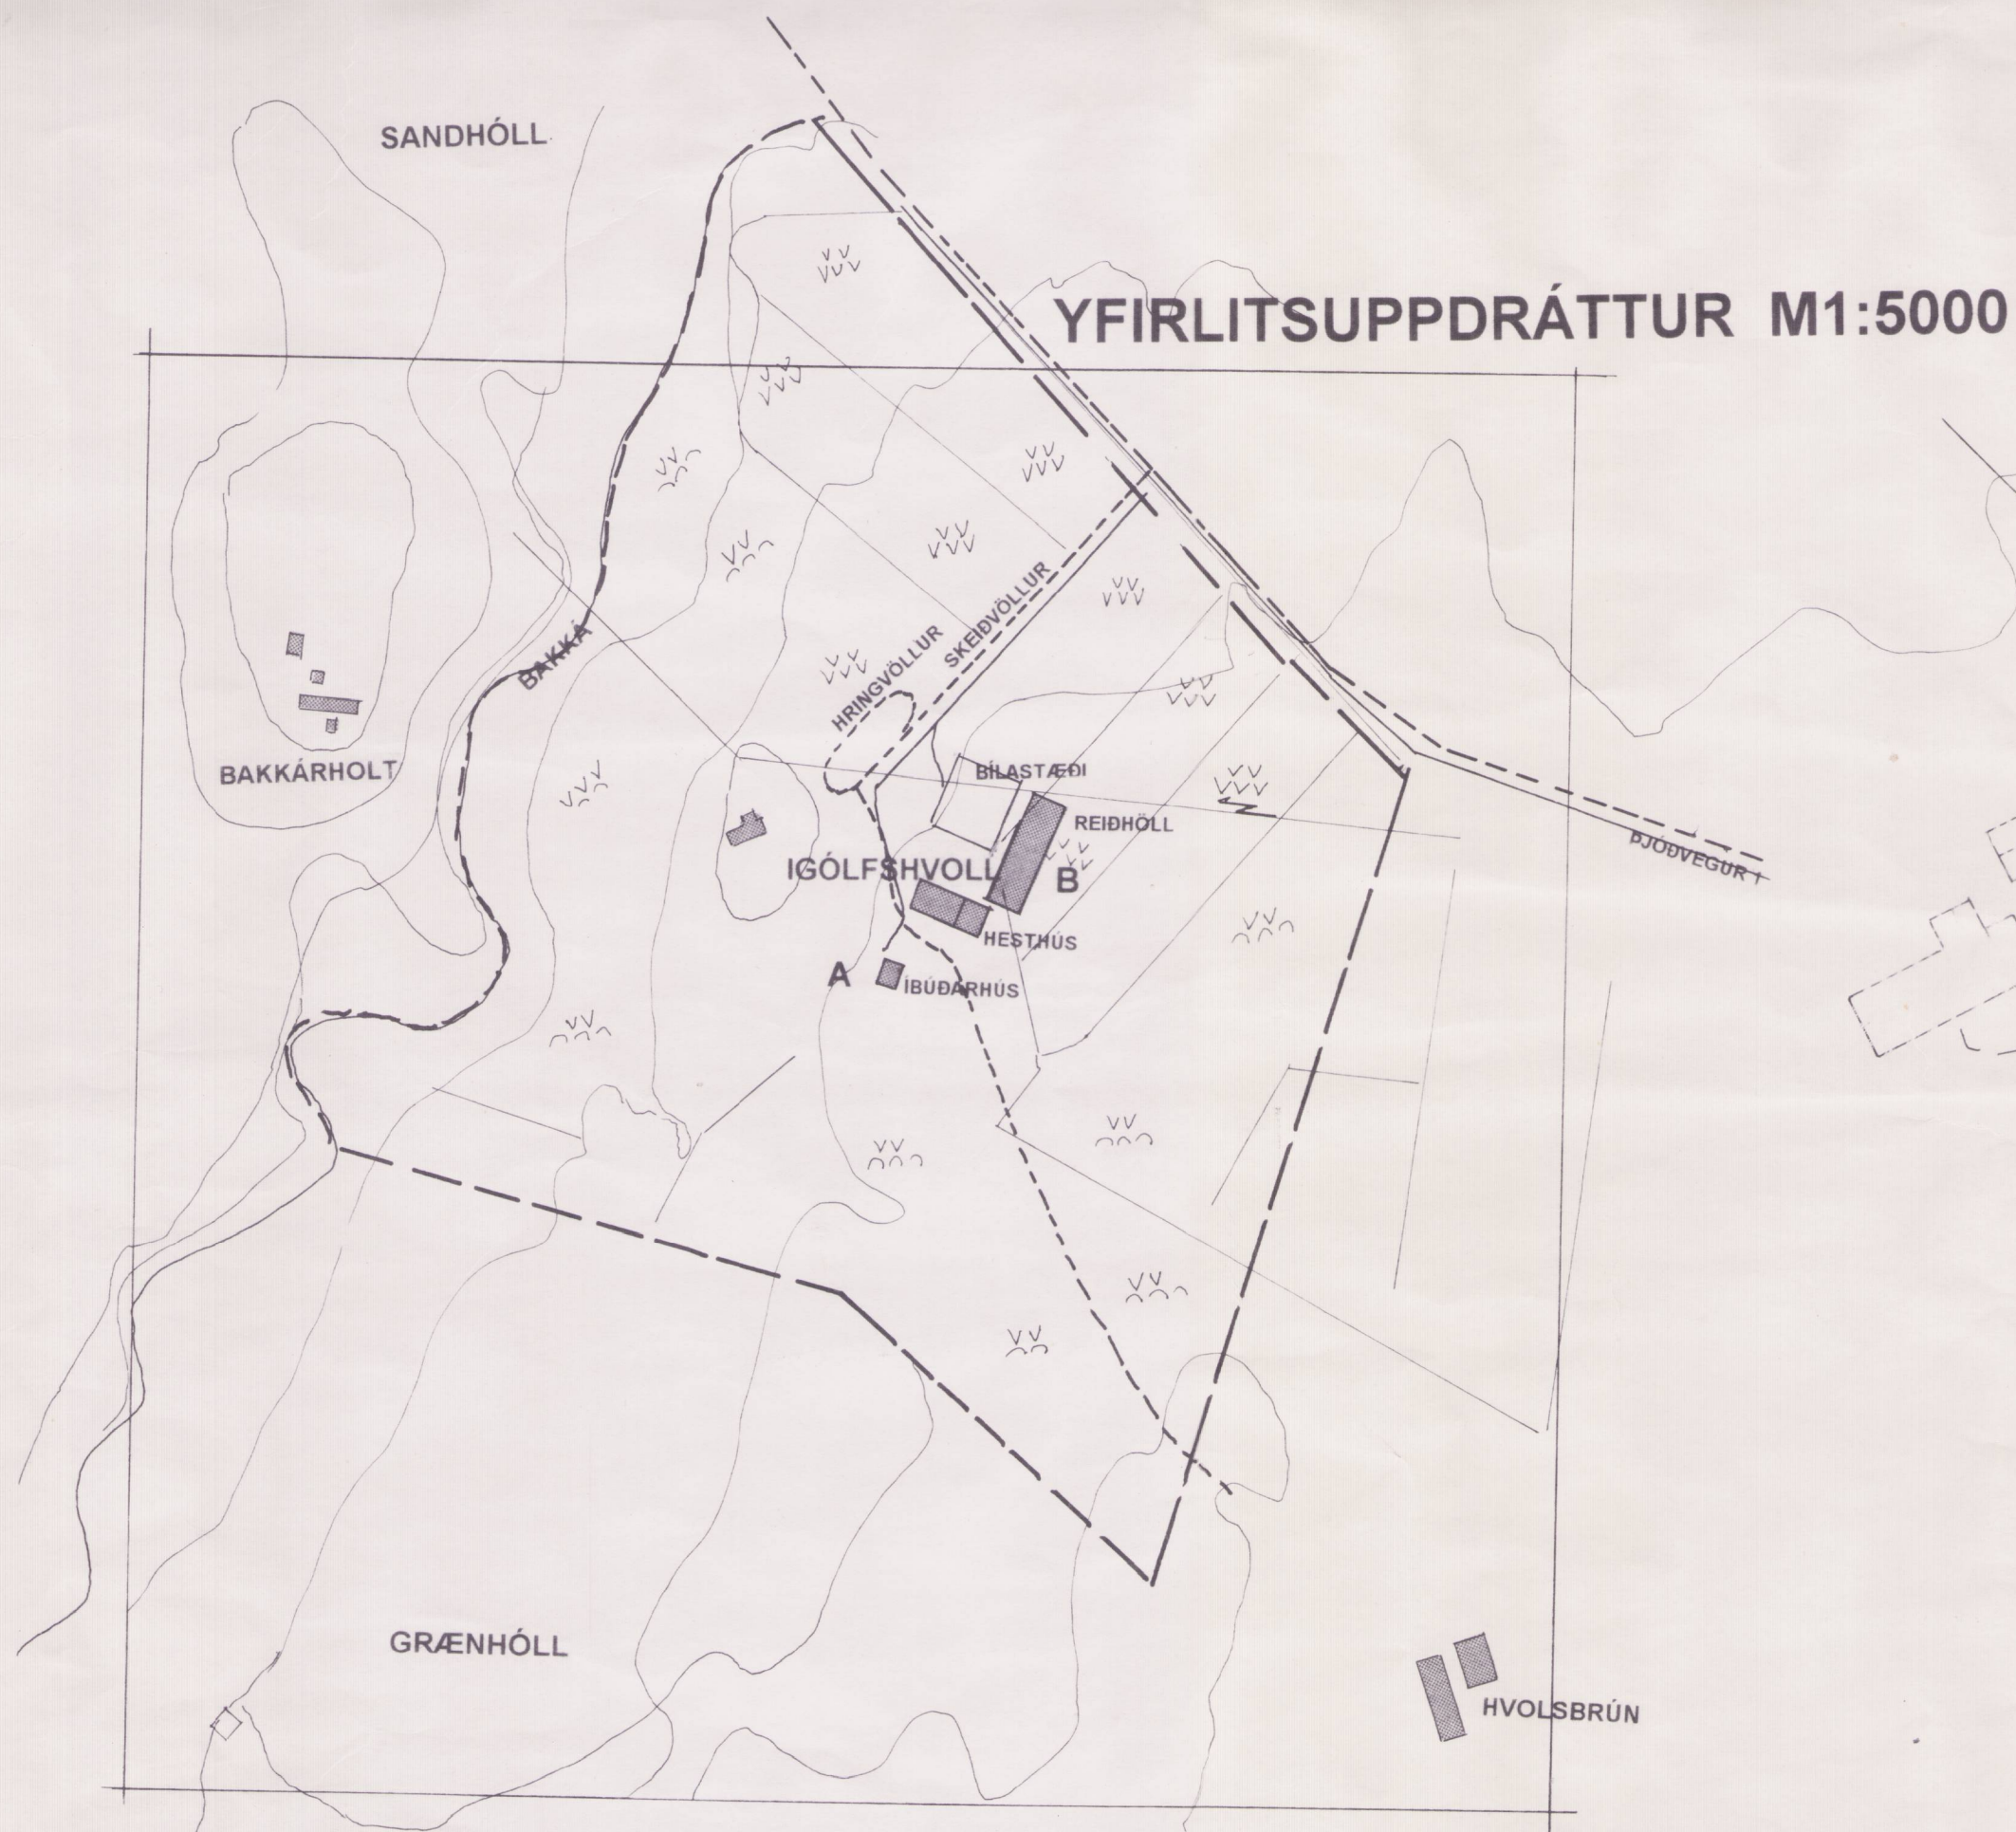 SANDHÓLL
YFIRLITSUPPDRÁTTUR M1:5000
SKEIÐVÖLLUR
HRINGVÖLLUR
BAKKÁ
BAKKÁRHOLT
BÍLASTÆÐI
REIÐHÖLL
ÞJÓÐVEGUR 1
IGÓLFSHVOLL
B
HESTHÚS
A
ÍBÚÐARHÚS
GRÆNHÓLL
HVOLSBRÚN